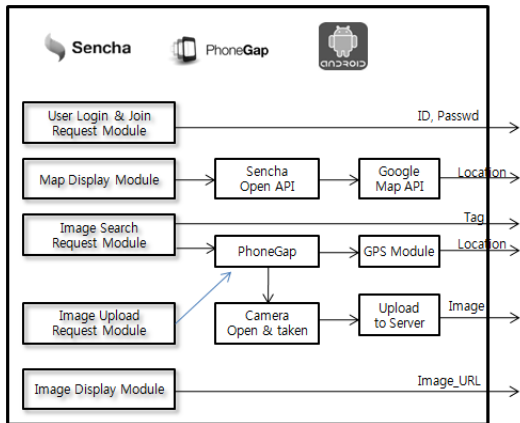 Sencha
PhoneGap
ANDROID
User Login & Join
Request Module
ID, Passwd
Map Display Module
Sencha
Open API
Google
Map API
Location
Image Search
Request Module
Tag
PhoneGap
GPS Module
Location
Image Upload
Request Module
Camera
Open & taken
Upload
to Server
Image
Image Display Module
Image_URL